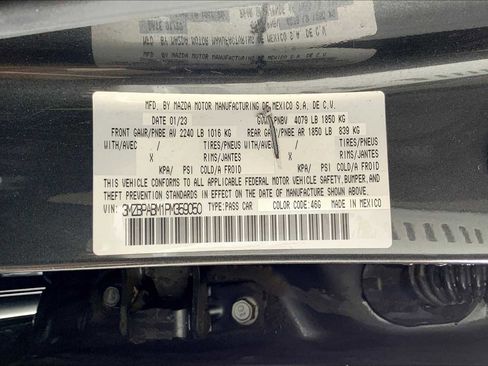 MFD. BY MAZDA MOTOR MANUFACTURING DE MEXICO S.A. DE C.V.
DATE 01/23 GVWR/PNBV 4079 LB 1850 KG
FRONT GAWR/PNBE AV 2240 LB 1016 KG REAR GAWR/PNBE AR 1850 LB 839 KG
WITH/AVEC / TIRES/PNEUS WITH/AVEC / TIRES/PNEUS
X RIMS/JANTES X RIMS/JANTES
KPA/ PSI COLD/A FROID KPA/ PSI COLD/A FROID
THIS VEHICLE CONFORMS TO ALL APPLICABLE FEDERAL MOTOR VEHICLE SAFETY, BUMPER, AND
THEFT PREVENTION STANDARDS IN EFFECT ON THE DATE OF MANUFACTURE SHOWN ABOVE.
VIN: 3MZBPABM1PM359050 TYPE: PASS CAR COLOR CODE: 46G MADE IN MEXICO